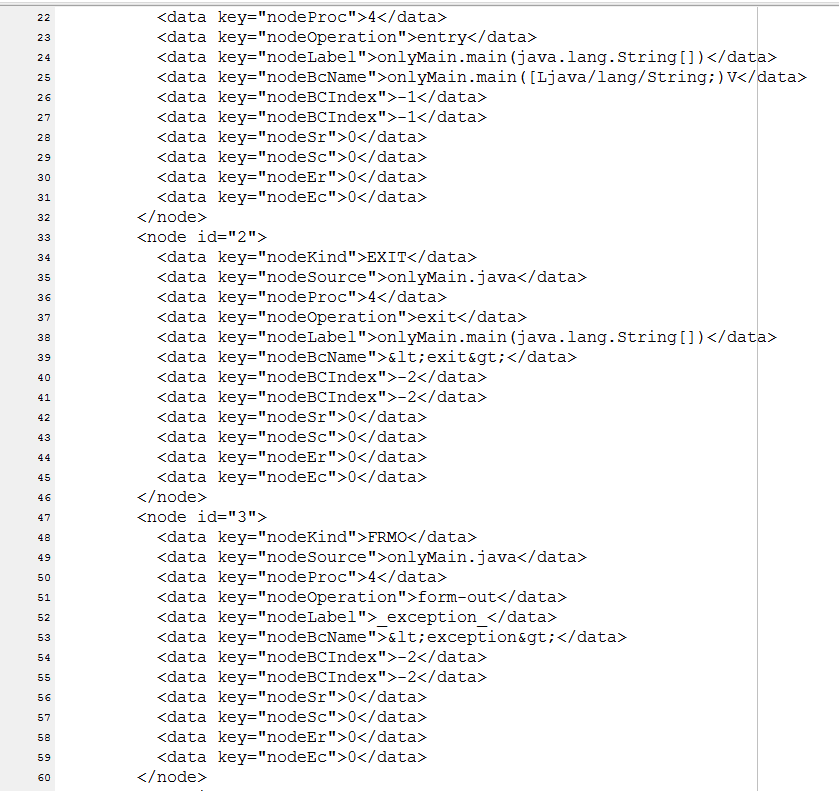 22 <data key="nodeProc">4</data>
23 <data key="nodeOperation">entry</data>
24 <data key="nodeLabel">onlyMain.main(java.lang.String[])</data>
25 <data key="nodeBcName">onlyMain.main([Ljava/lang/String;)V</data>
26 <data key="nodeBCIndex">-1</data>
27 <data key="nodeBCIndex">-1</data>
28 <data key="nodeSr">0</data>
29 <data key="nodeSc">0</data>
30 <data key="nodeEr">0</data>
31 <data key="nodeEc">0</data>
32 </node>
33 <node id="2">
34 <data key="nodeKind">EXIT</data>
35 <data key="nodeSource">onlyMain.java</data>
36 <data key="nodeProc">4</data>
37 <data key="nodeOperation">exit</data>
38 <data key="nodeLabel">onlyMain.main(java.lang.String[])</data>
39 <data key="nodeBcName">&lt;exit&gt;</data>
40 <data key="nodeBCIndex">-2</data>
41 <data key="nodeBCIndex">-2</data>
42 <data key="nodeSr">0</data>
43 <data key="nodeSc">0</data>
44 <data key="nodeEr">0</data>
45 <data key="nodeEc">0</data>
46 </node>
47 <node id="3">
48 <data key="nodeKind">FRMO</data>
49 <data key="nodeSource">onlyMain.java</data>
50 <data key="nodeProc">4</data>
51 <data key="nodeOperation">form-out</data>
52 <data key="nodeLabel">_exception_</data>
53 <data key="nodeBcName">&lt;exception&gt;</data>
54 <data key="nodeBCIndex">-2</data>
55 <data key="nodeBCIndex">-2</data>
56 <data key="nodeSr">0</data>
57 <data key="nodeSc">0</data>
58 <data key="nodeEr">0</data>
59 <data key="nodeEc">0</data>
60 </node>